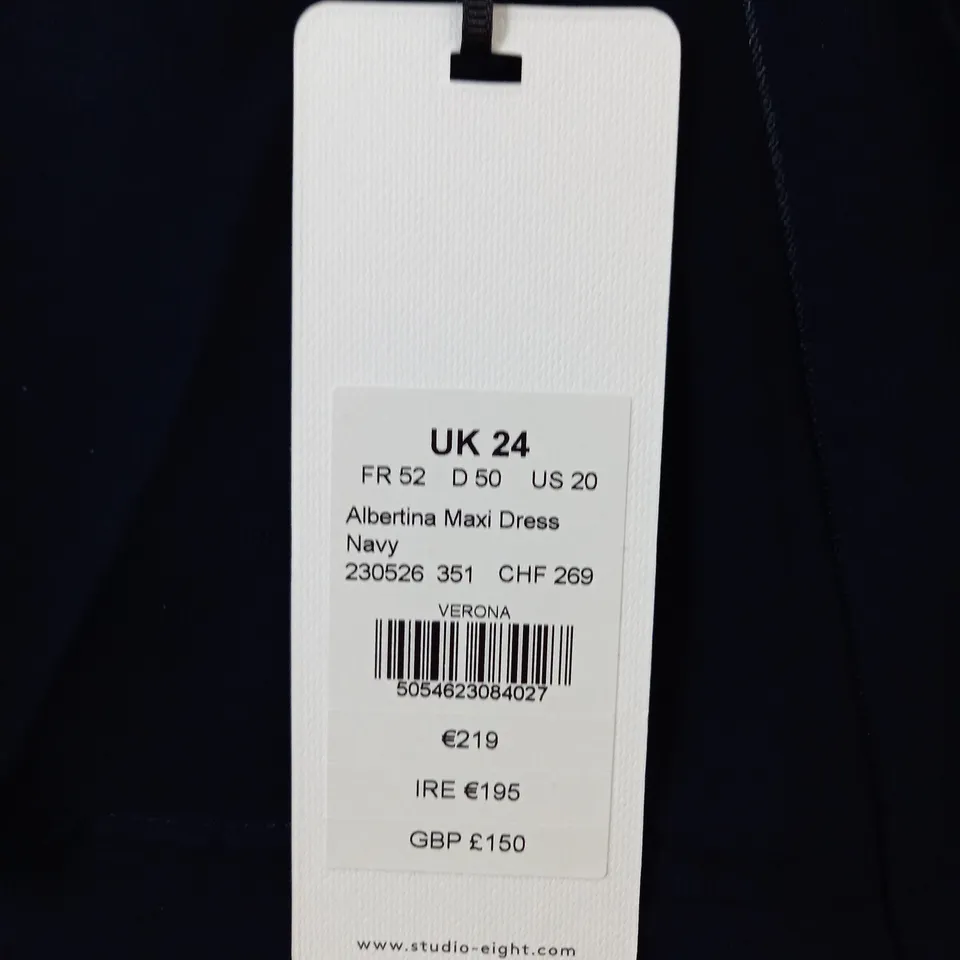 UK 24
FR 52 D 50 US 20
Albertina Maxi Dress
Navy
230526 351 CHF 269
VERONA
5054623084027
€219
IRE €195
GBP £150
www.studio-eight.com